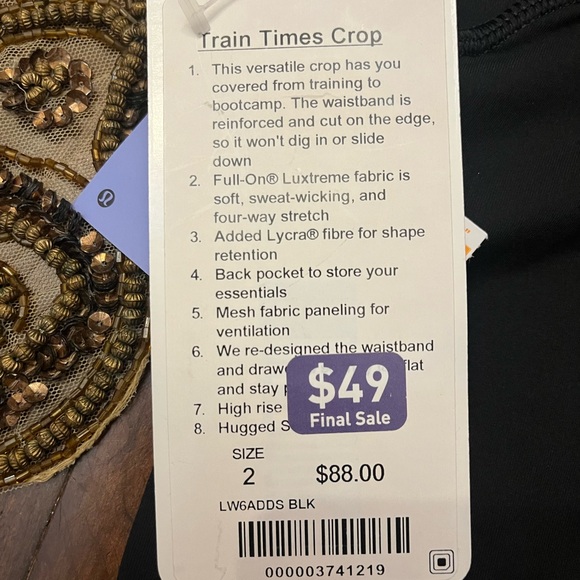 Train Times Crop
1. This versatile crop has you
covered from training to
bootcamp. The waistband is
reinforced and cut on the edge,
so it won't dig in or slide
down
2. Full-On® Luxtreme fabric is
soft, sweat-wicking, and
four-way stretch
3. Added Lycra® fibre for shape
retention
4. Back pocket to store your
essentials
5. Mesh fabric paneling for
ventilation
6. We re-designed the waistband
and
and stay
7. High rise
8. Hugged
$49
Final Sale
SIZE
2 $88.00
LW6ADDS BLK
000003741219